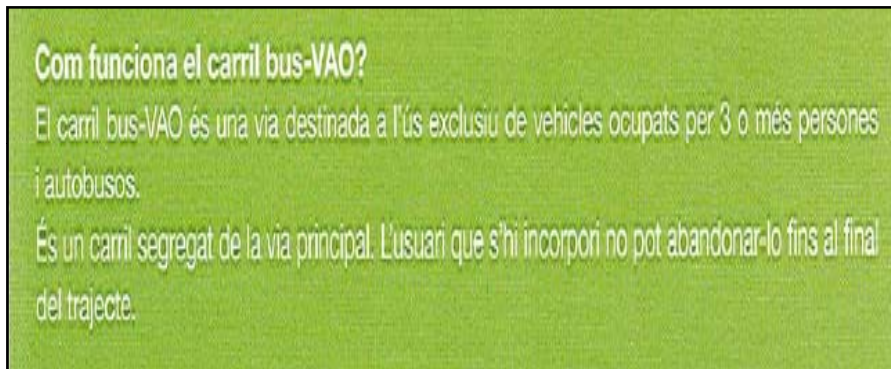 Com funciona el carril bus-VAO?
El carril bus-VAO és una via destinada a l'ús exclusiu de vehicles ocupats per 3 o més persones
i autobusos.
És un carril segregat de la via principal. L'usuari que s'hi incorpori no pot abandonar-lo fins al final
del trajecte.